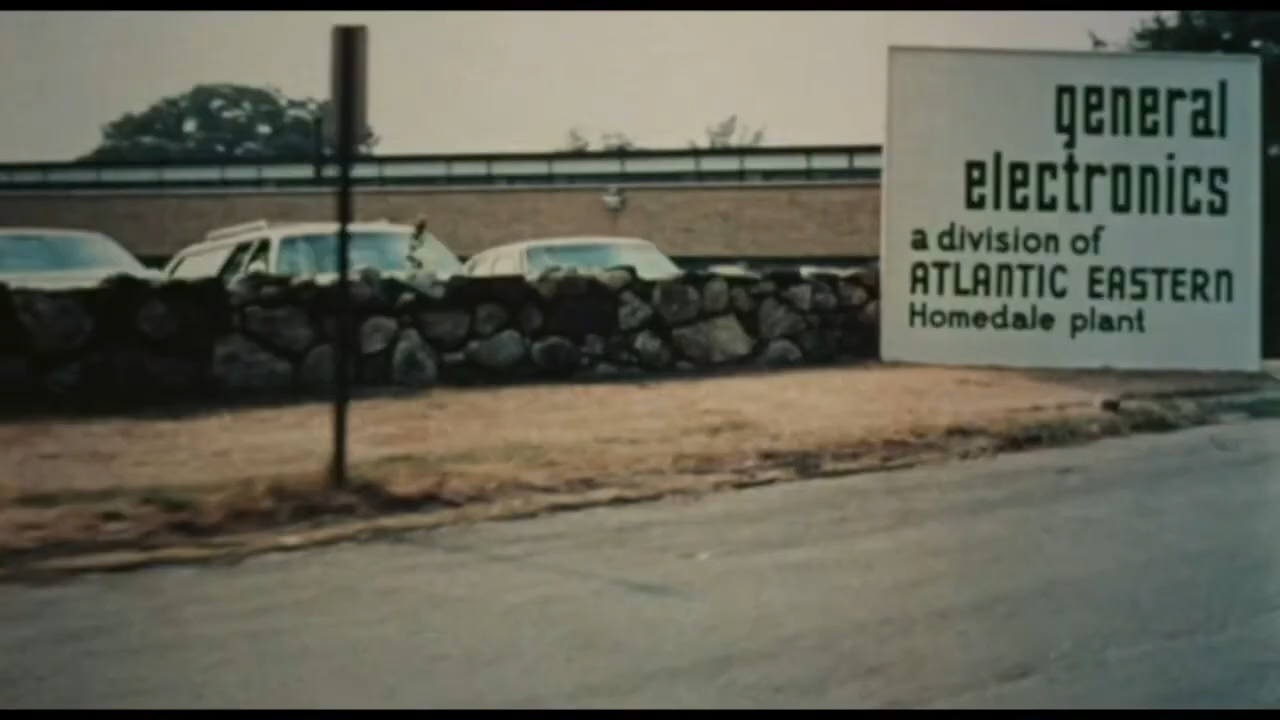 general
electronics
a division of
ATLANTIC EASTERN
Homedale plant